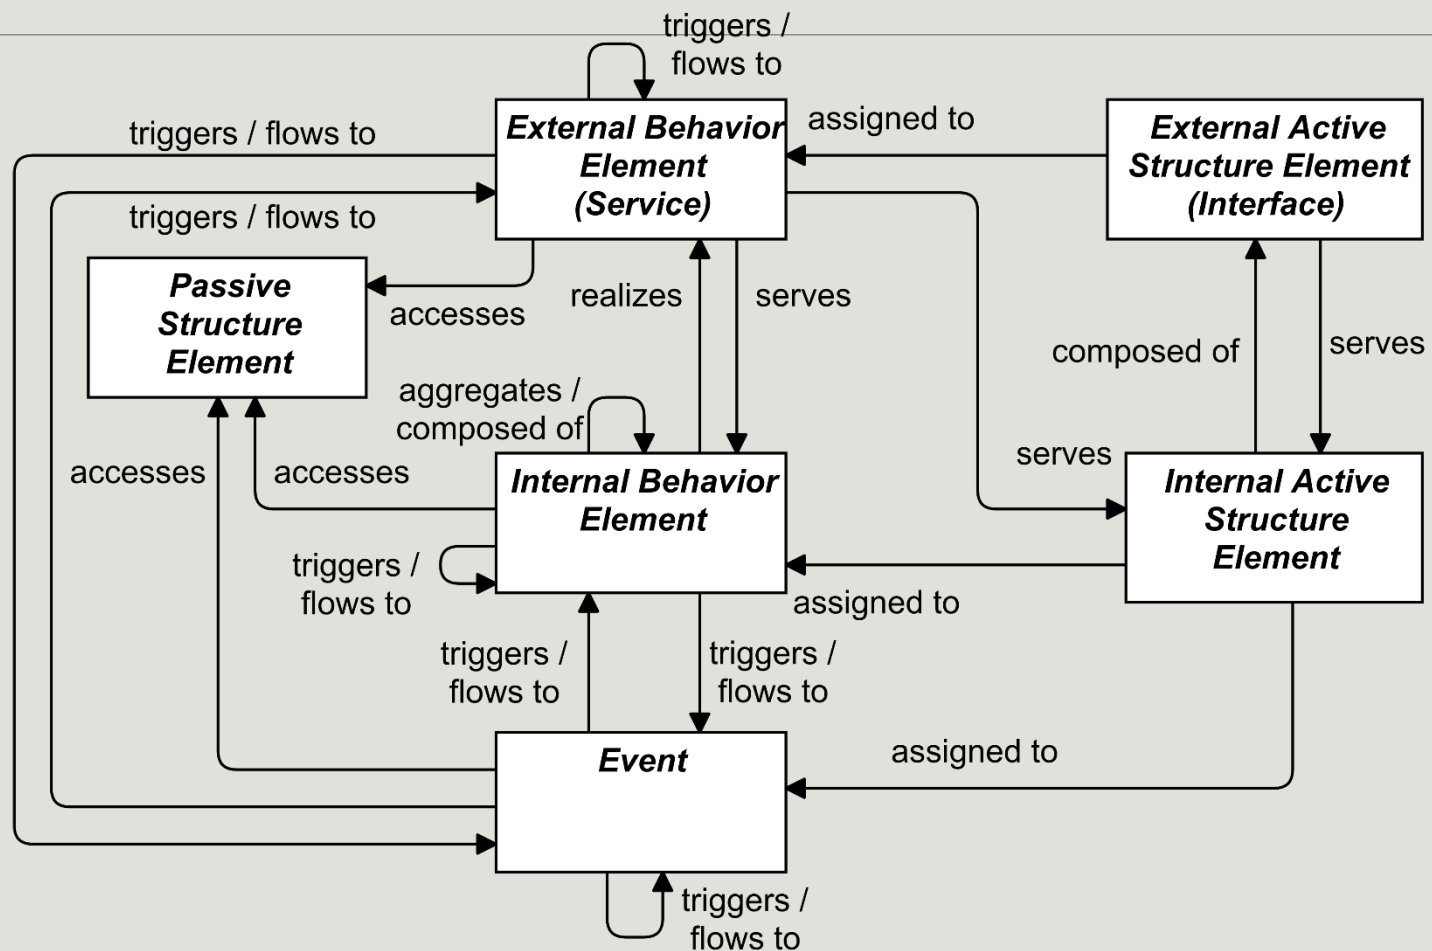 triggers /
flows to
External Behavior
Element
(Service)
assigned to
External Active
Structure Element
(Interface)
triggers / flows to
triggers / flows to
Passive
Structure
Element
accesses
realizes
serves
composed of
serves
aggregates /
composed of
accesses
accesses
Internal Behavior
Element
serves
Internal Active
Structure
Element
triggers /
flows to
assigned to
triggers /
flows to
triggers /
flows to
Event
assigned to
triggers /
flows to